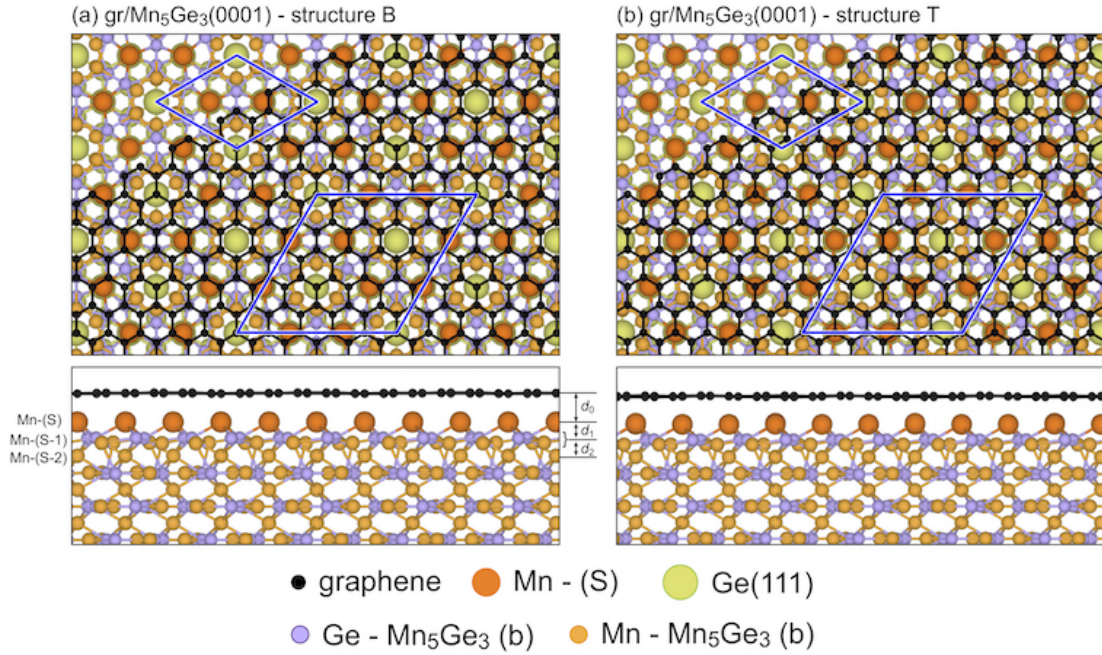 (a) gr/Mn₅Ge₃(0001) - structure B
(b) gr/Mn₅Ge₃(0001) - structure T
Mn-(S)
Mn-(S-1)
Mn-(S-2)
d₀
d₁
d₂
graphene
Mn - (S)
Ge(111)
Ge - Mn₅Ge₃ (b)
Mn - Mn₅Ge₃ (b)